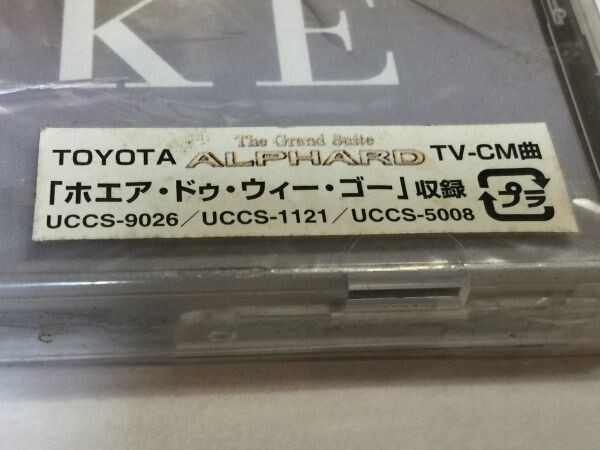 KE
The Grand Suite
TOYOTA ALPHARD TV-CM曲
「ホエア・ドゥ・ウィー・ゴー」収録
プラ
UCCS-9026／UCCS-1121／UCCS-5008